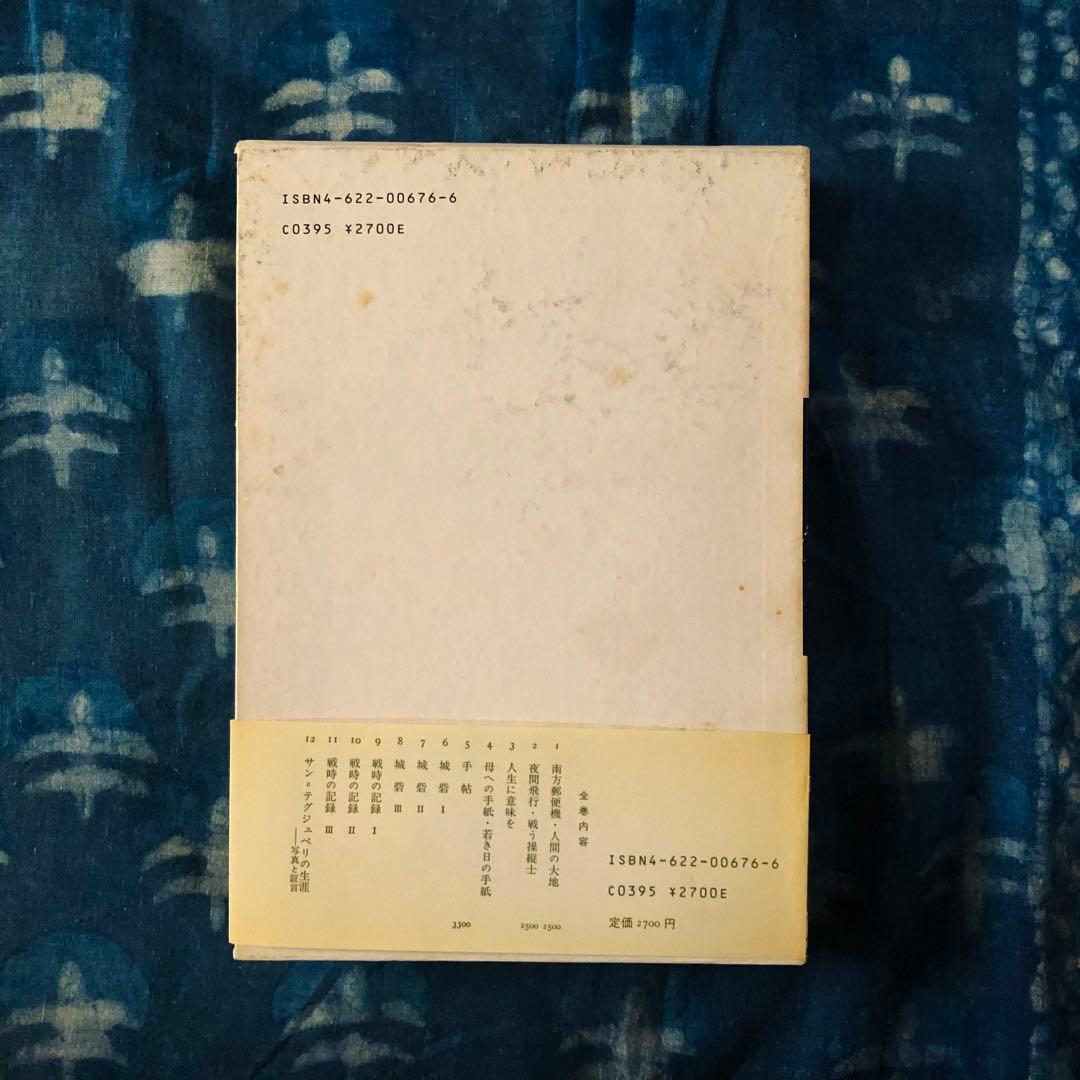 ISBN4-622-00676-6
C0395 ¥2700E
全巻内容
1 南方郵便機・人間の大地 2500
2 夜間飛行・戦う操縦士 2500
3 人生に意味を
4 母への手紙・若き日の手紙
5 手帖 3300
6 城砦 I
7 城砦 II
8 城砦 III
9 戦時の記録 I
10 戦時の記録 II
11 戦時の記録 III
12 サン=テグジュペリの生涯
——写真と証言
ISBN4-622-00676-6
C0395 ¥2700E
定価 2700 円